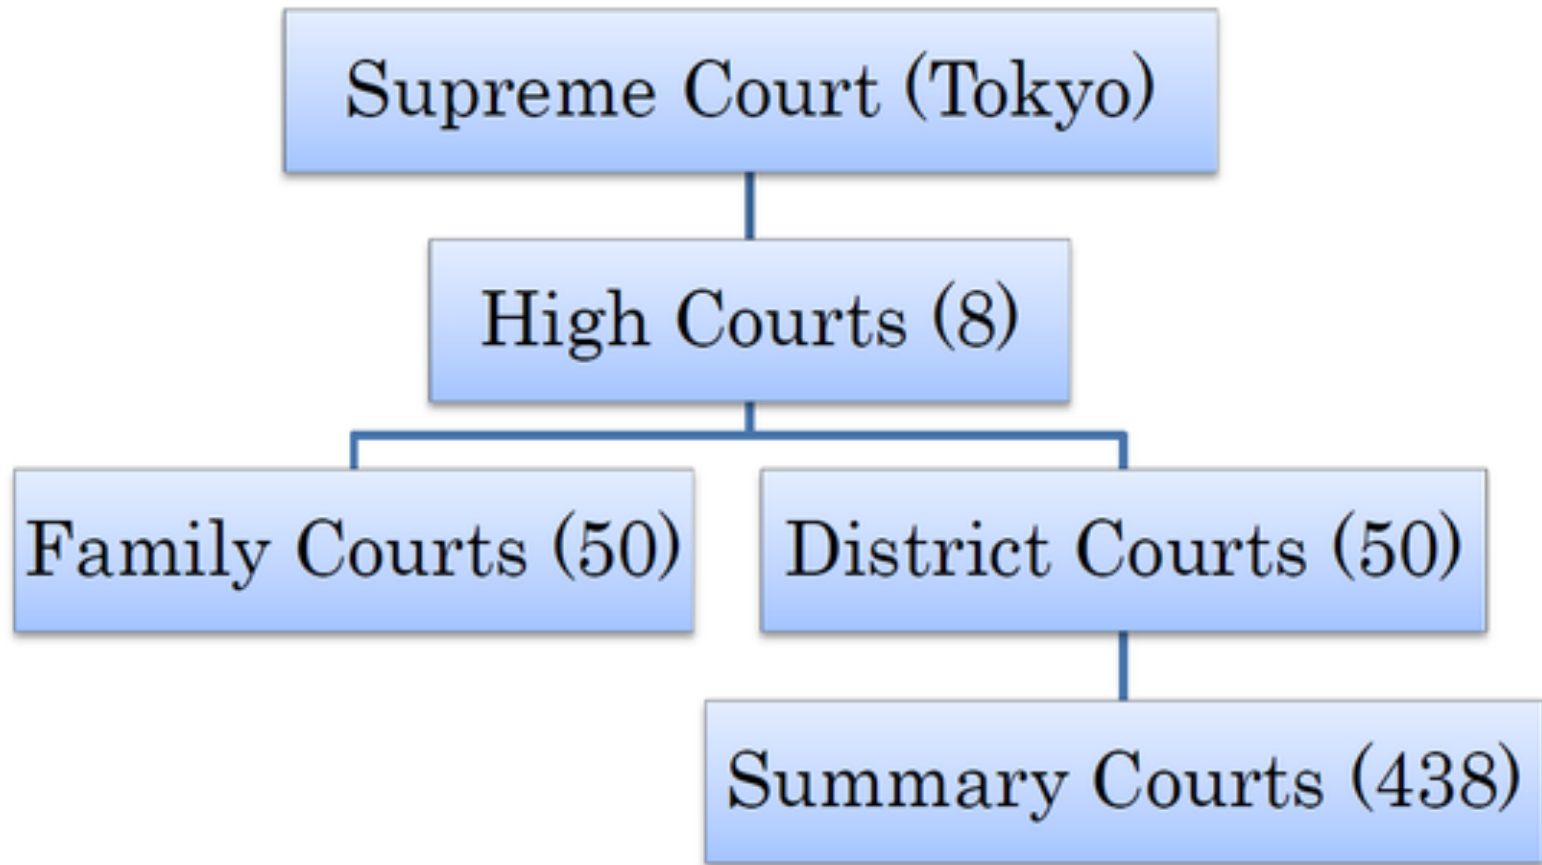 Supreme Court (Tokyo)
High Courts (8)
Family Courts (50)
District Courts (50)
Summary Courts (438)